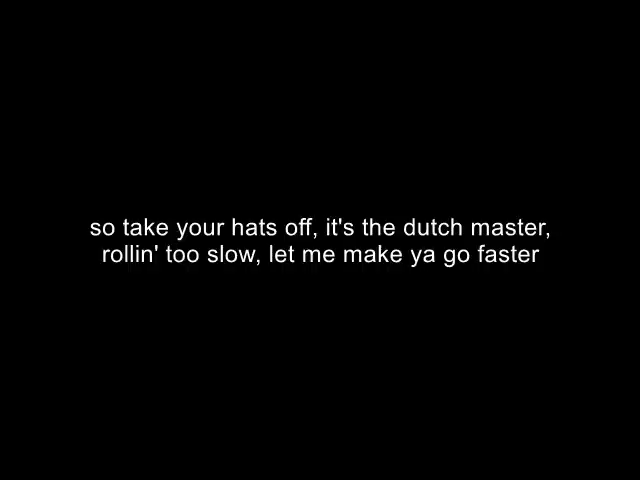 so take your hats off, it's the dutch master,
rollin' too slow, let me make ya go faster